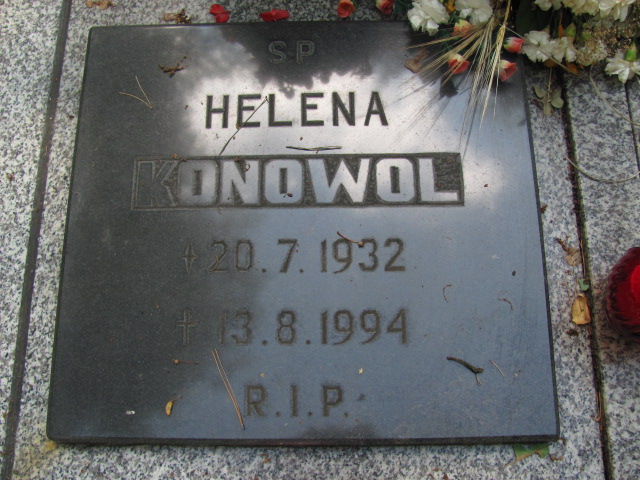 SP
HELENA
KONOWOL
20.7.1932
✝ 13.8.1994
R.I.P.